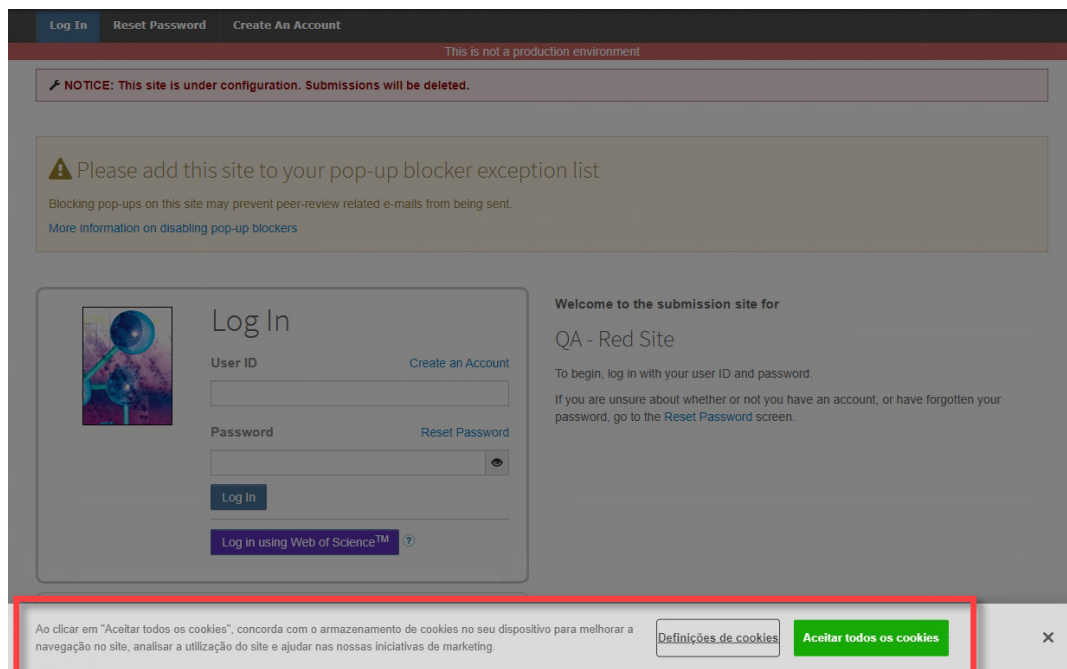 Log In Reset Password Create An Account
This is not a production environment
NOTICE: This site is under configuration. Submissions will be deleted.
Please add this site to your pop-up blocker exception list
Blocking pop-ups on this site may prevent peer-review related e-mails from being sent.
More information on disabling pop-up blockers
Log In
User ID Create an Account
Password Reset Password
Log In
Log in using Web of Science™ ?
Welcome to the submission site for
QA - Red Site
To begin, log in with your user ID and password.
If you are unsure about whether or not you have an account, or have forgotten your
password, go to the Reset Password screen.
Ao clicar em "Aceitar todos os cookies", concorda com o armazenamento de cookies no seu dispositivo para melhorar a
navegação no site, analisar a utilização do site e ajudar nas nossas iniciativas de marketing.
Definições de cookies
Aceitar todos os cookies